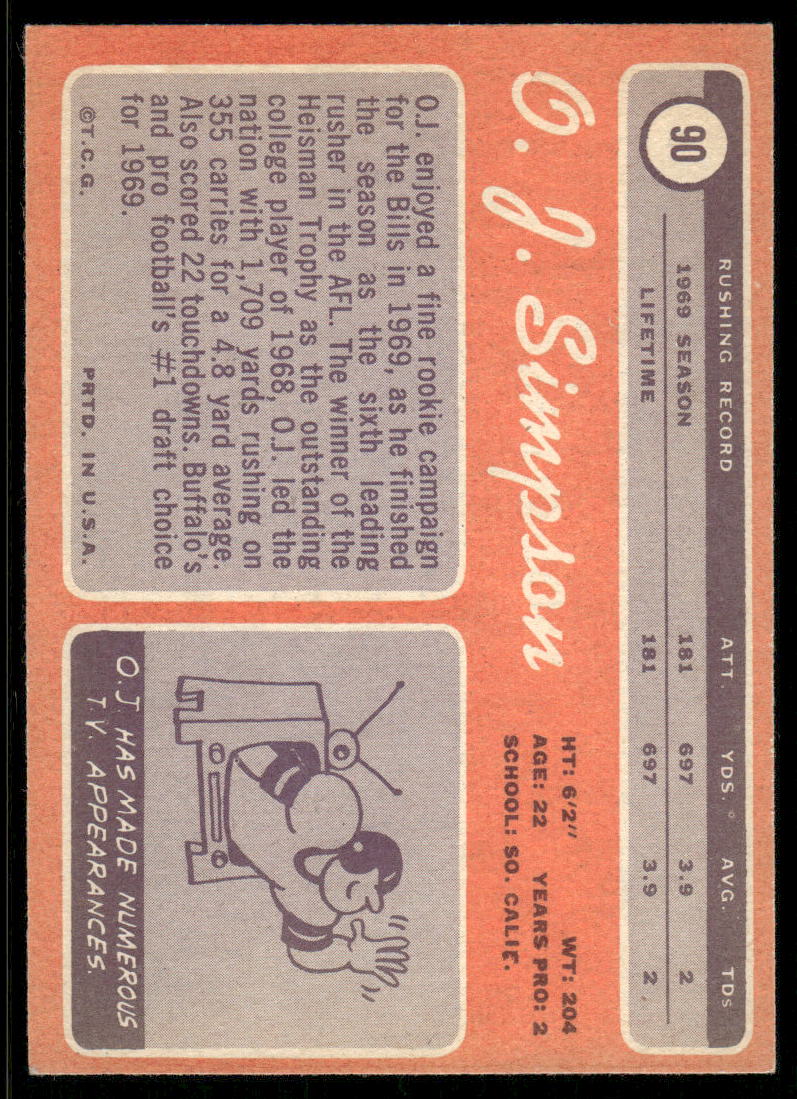 90
RUSHING RECORD ATT. YDS. AVG. TDs
1969 SEASON 181 697 3.9 2
LIFETIME 181 697 3.9 2
O. J. Simpson
HT: 6'2" WT: 204
AGE: 22 YEARS PRO: 2
SCHOOL: SO. CALIF.
O.J. enjoyed a fine rookie campaign
for the Bills in 1969, as he finished
the season as the sixth leading
rusher in the AFL. The winner of the
Heisman Trophy as the outstanding
college player of 1968, O.J. led the
nation with 1,709 yards rushing on
355 carries for a 4.8 yard average.
Also scored 22 touchdowns. Buffalo's
and pro football's #1 draft choice
for 1969.
©T.C.G. PRTD. IN U.S.A.
O.J. HAS MADE NUMEROUS
T.V. APPEARANCES.